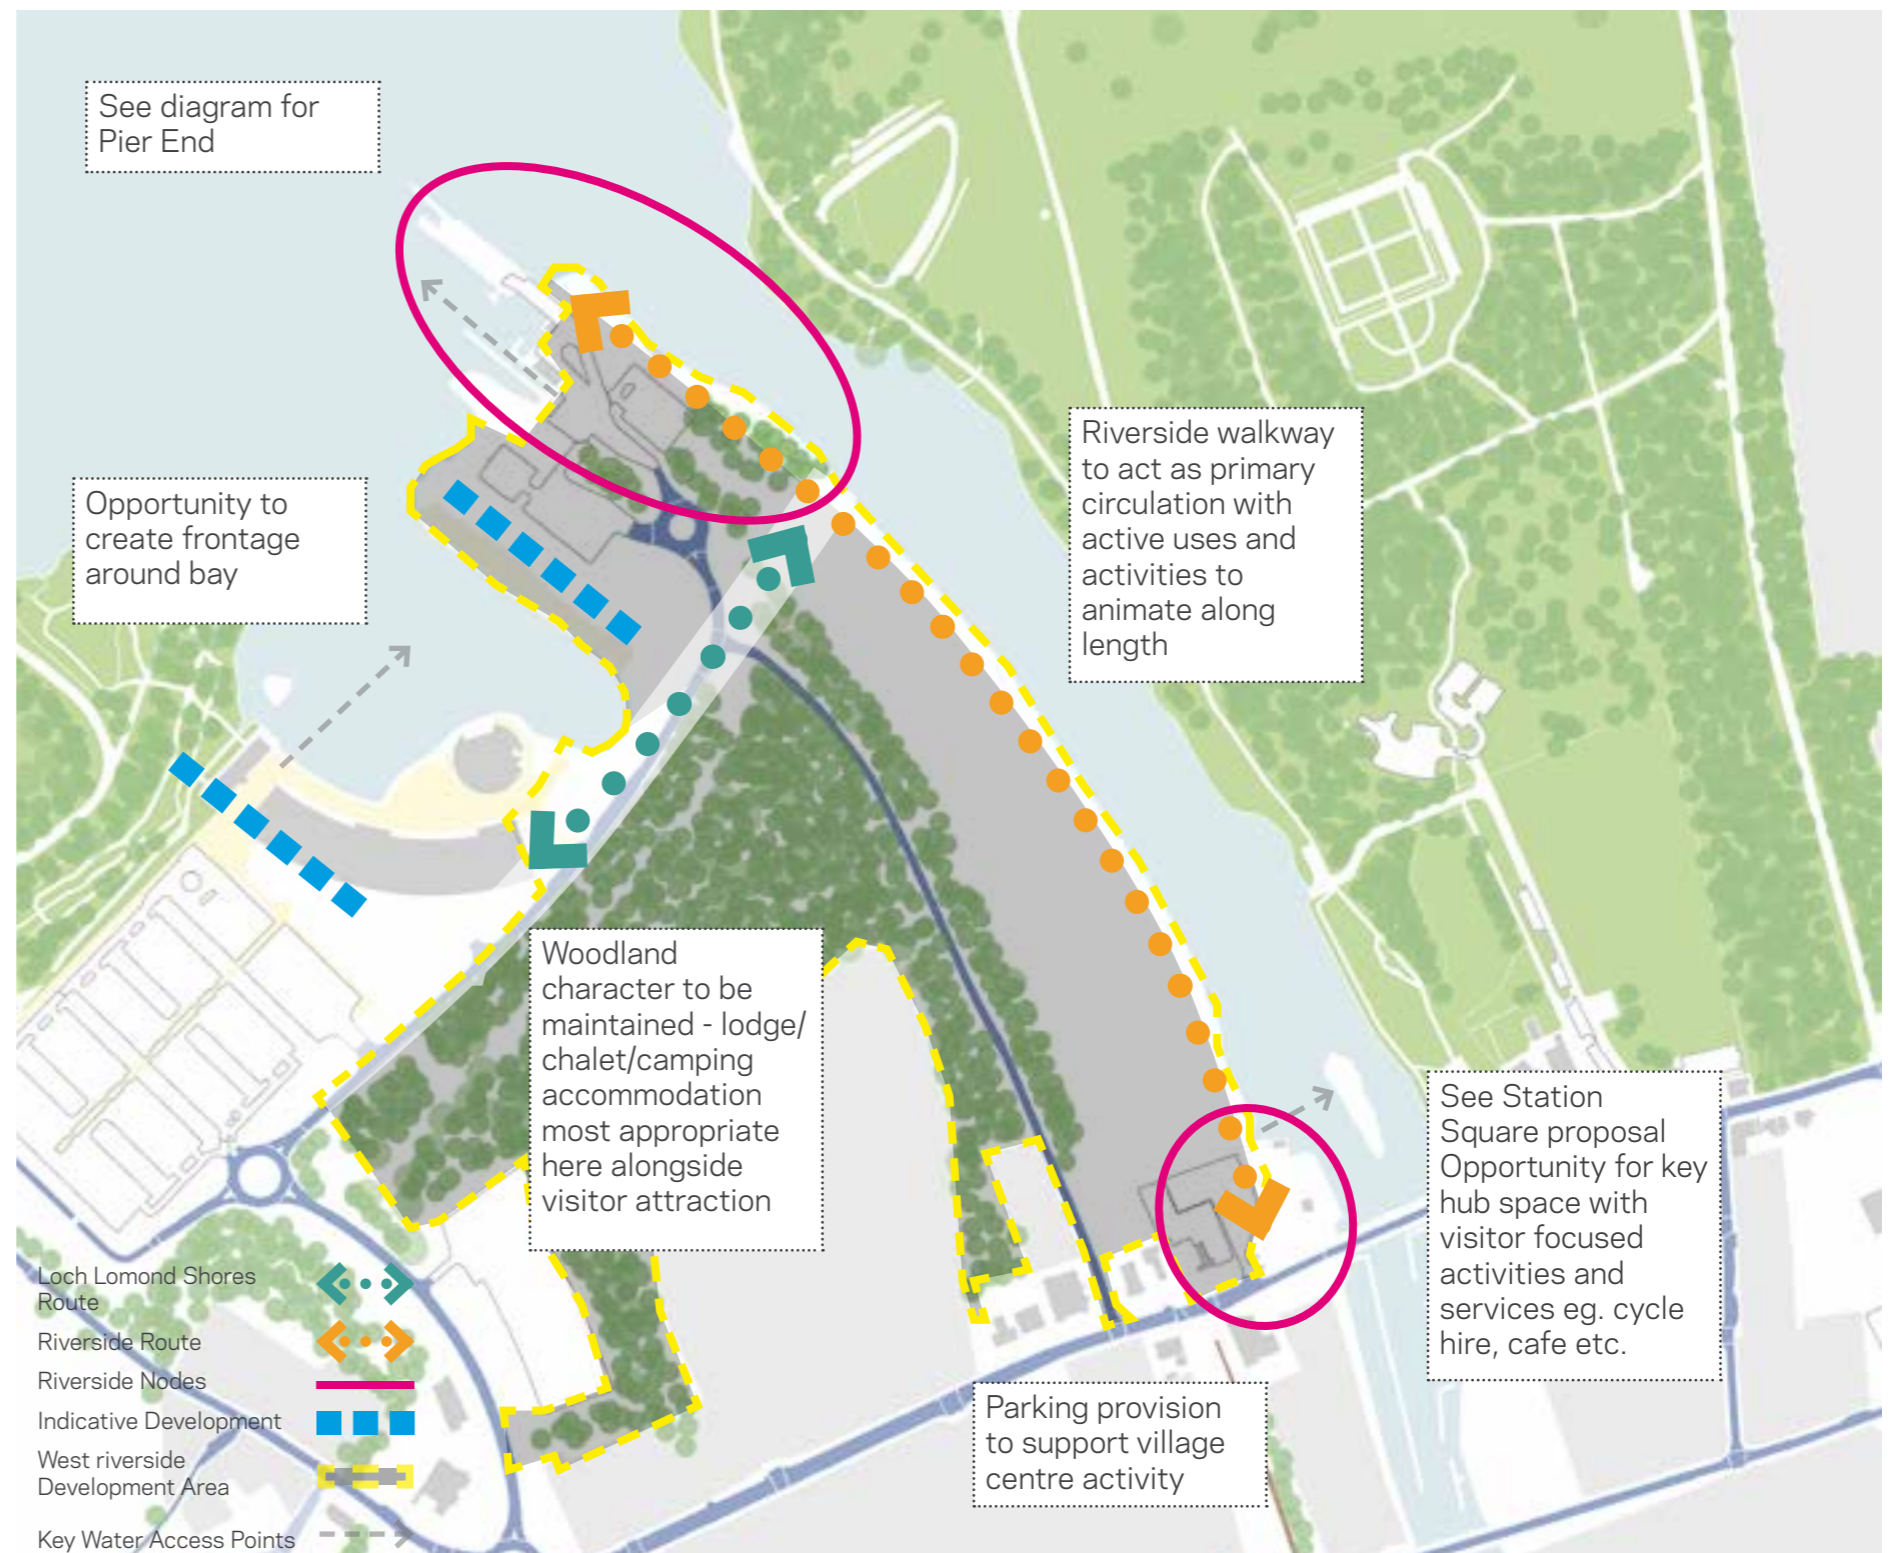 See diagram for
Pier End
Opportunity to
create frontage
around bay
Riverside walkway
to act as primary
circulation with
active uses and
activities to
animate along
length
Woodland
character to be
maintained - lodge/
chalet/camping
accommodation
most appropriate
here alongside
visitor attraction
See Station
Square proposal
Opportunity for key
hub space with
visitor focused
activities and
services eg. cycle
hire, cafe etc.
Parking provision
to support village
centre activity
Loch Lomond Shores
Route
Riverside Route
Riverside Nodes
Indicative Development
West riverside
Development Area
Key Water Access Points